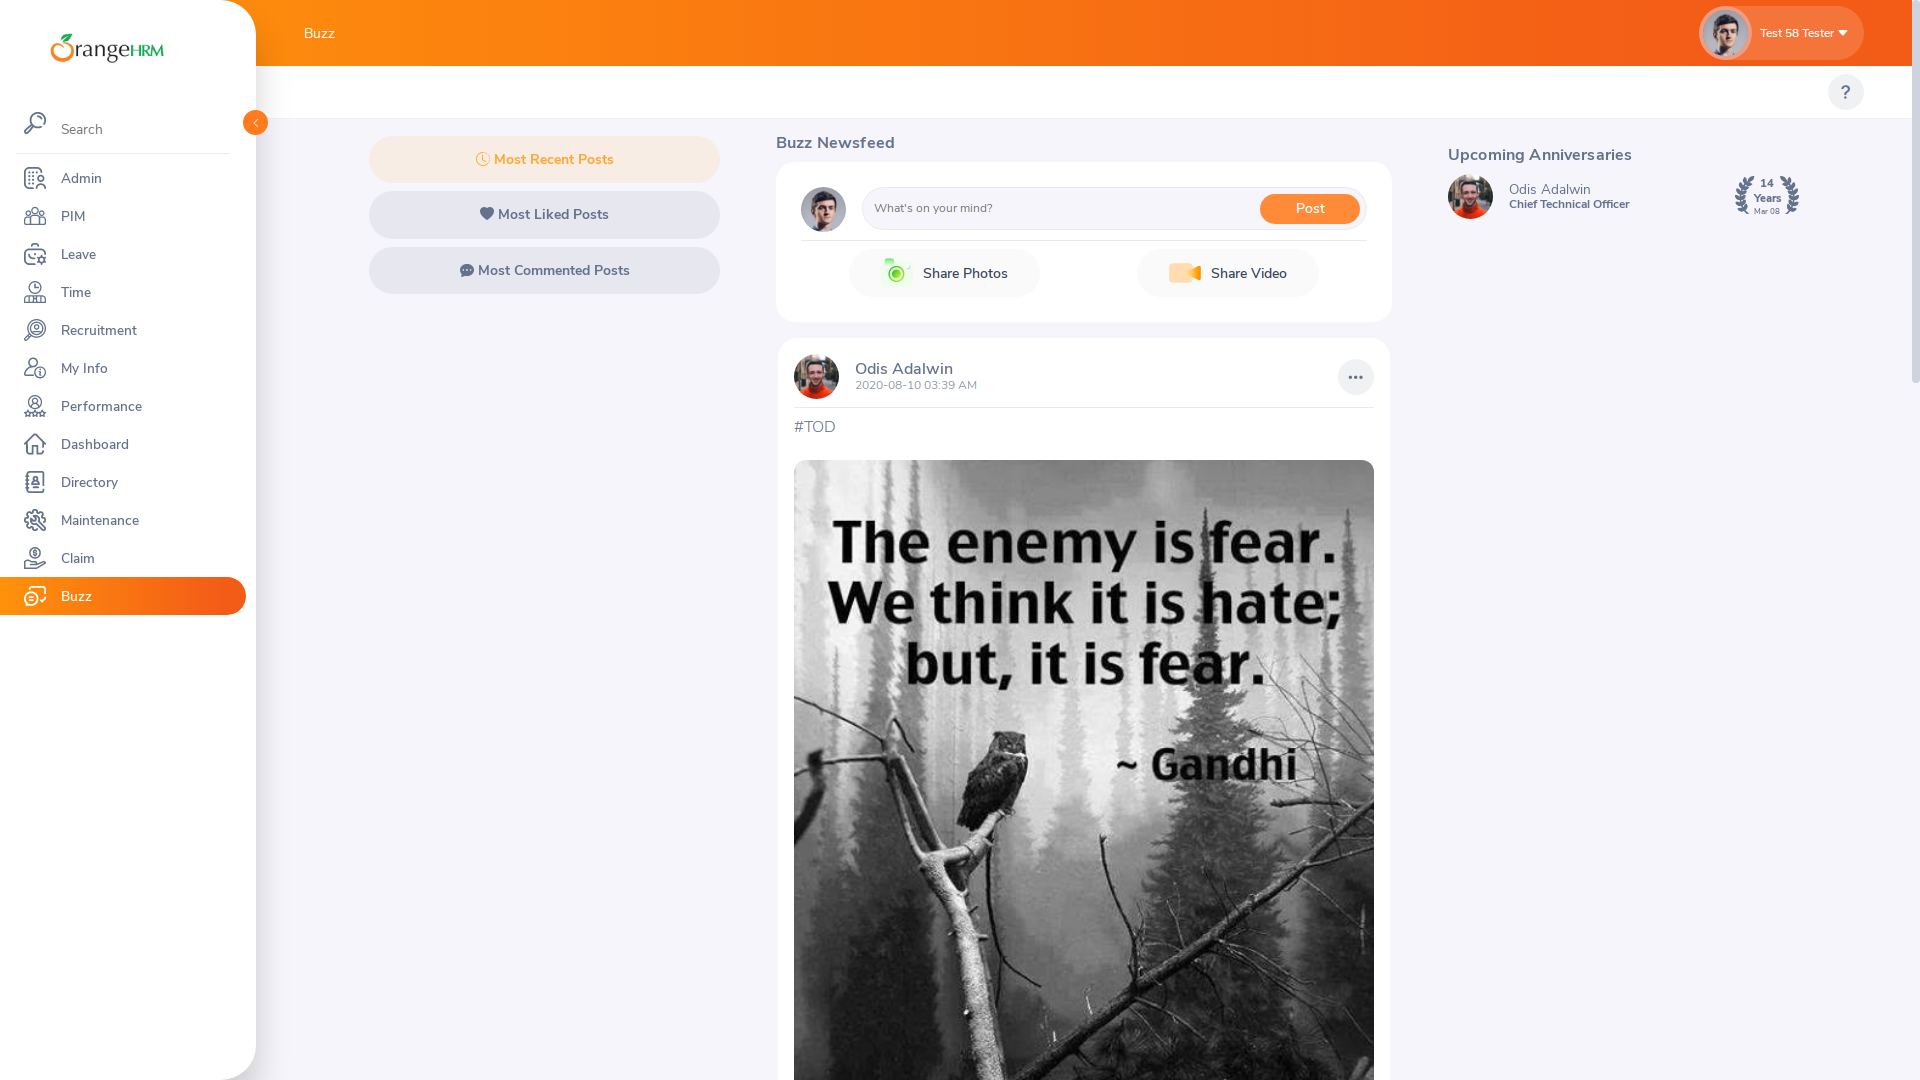 OrangeHRM
Search
Admin
PIM
Leave
Time
Recruitment
My Info
Performance
Dashboard
Directory
Maintenance
Claim
Buzz
Buzz
Test 58 Tester
?
Most Recent Posts
Most Liked Posts
Most Commented Posts
Buzz Newsfeed
What's on your mind?
Post
Share Photos
Share Video
Odis Adalwin
2020-08-10 03:39 AM
#TOD
The enemy is fear.
We think it is hate;
but, it is fear.
~ Gandhi
Upcoming Anniversaries
Odis Adalwin
Chief Technical Officer
14
Years
Mar 08